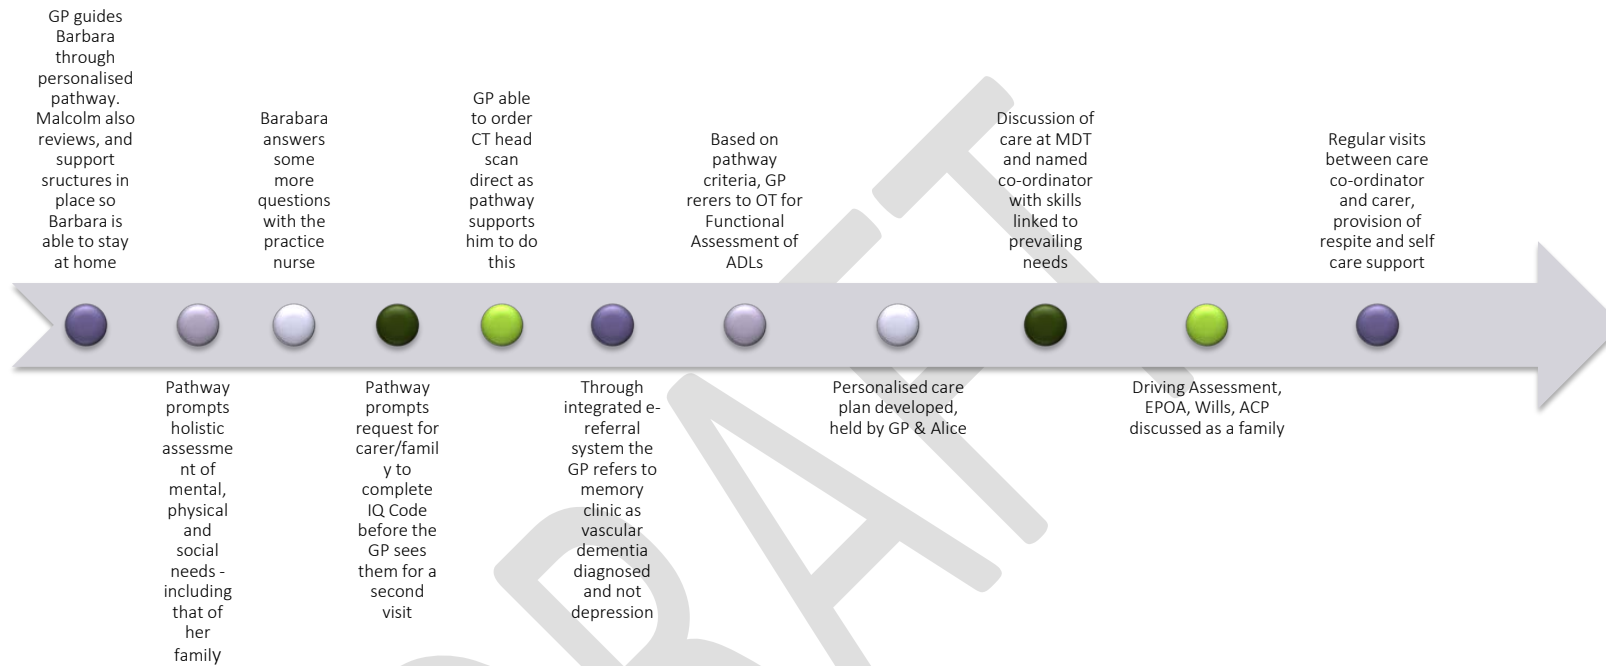 GP guides
Barbara
through
personalised
pathway.
Malcolm also
reviews, and
support
sructures in
place so
Barbara is
able to stay
at home
Pathway
prompts
holistic
assessme
nt of
mental,
physical
and
social
needs -
including
that of
her
family
Barabara
answers
some
more
questions
with the
practice
nurse
Pathway
prompts
request for
carer/famil
y to
complete
IQ Code
before the
GP sees
them for a
second
visit
GP able
to order
CT head
scan
direct as
pathway
supports
him to do
this
Through
integrated e-
referral
system the
GP refers to
memory
clinic as
vascular
dementia
diagnosed
and not
depression
Based on
pathway
criteria, GP
rerers to OT for
Functional
Assessment of
ADLs
Personalised care
plan developed,
held by GP & Alice
Discussion of
care at MDT
and named
co-ordinator
with skills
linked to
prevailing
needs
Driving Assessment,
EPOA, Wills, ACP
discussed as a family
Regular visits
between care
co-ordinator
and carer,
provision of
respite and self
care support
DRAFT